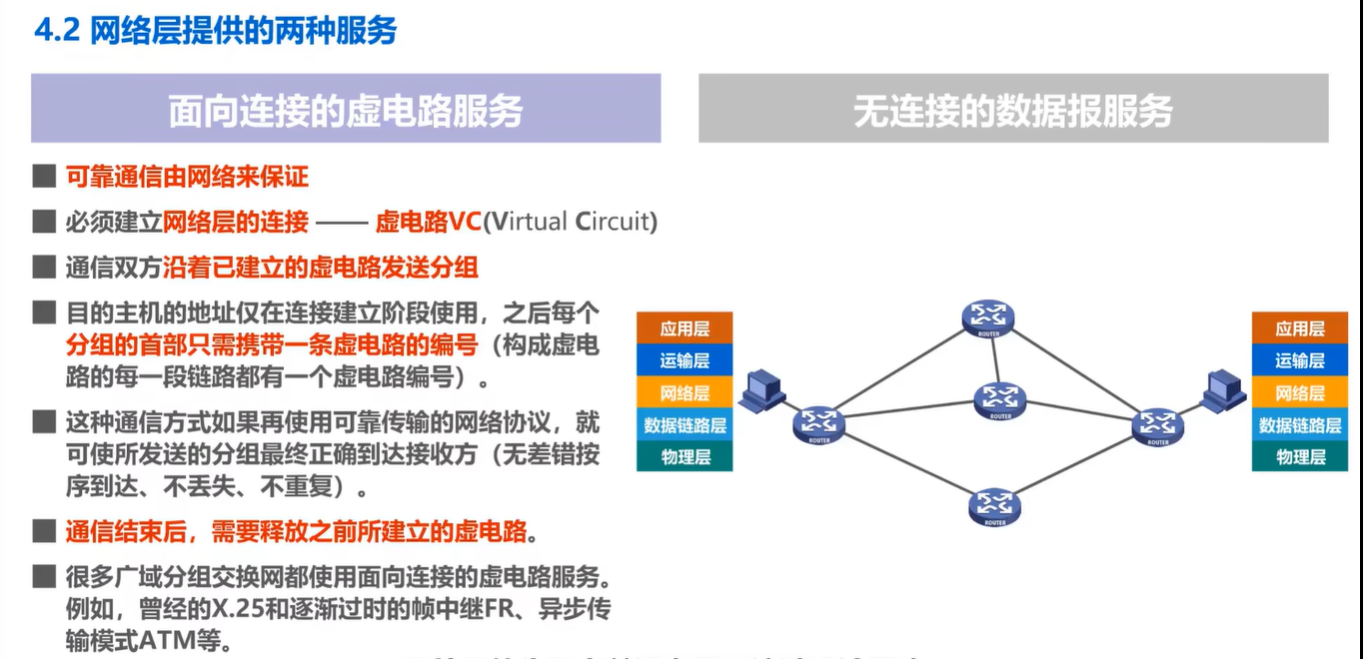 4.2 网络层提供的两种服务
面向连接的虚电路服务
无连接的数据报服务
可靠通信由网络来保证
必须建立网络层的连接 —— 虚电路VC(Virtual Circuit)
通信双方沿着已建立的虚电路发送分组
目的主机的地址仅在连接建立阶段使用，之后每个
分组的首部只需携带一条虚电路的编号（构成虚电
路的每一段链路都有一个虚电路编号）。
这种通信方式如果再使用可靠传输的网络协议，就
可使所发送的分组最终正确到达接收方（无差错按
序到达、不丢失、不重复）。
通信结束后，需要释放之前所建立的虚电路。
很多广域分组交换网都使用面向连接的虚电路服务。
例如，曾经的X.25和逐渐过时的帧中继FR、异步传
输模式ATM等。
应用层
运输层
网络层
数据链路层
物理层
ROUTER
ROUTER
ROUTER
ROUTER
ROUTER
应用层
运输层
网络层
数据链路层
物理层